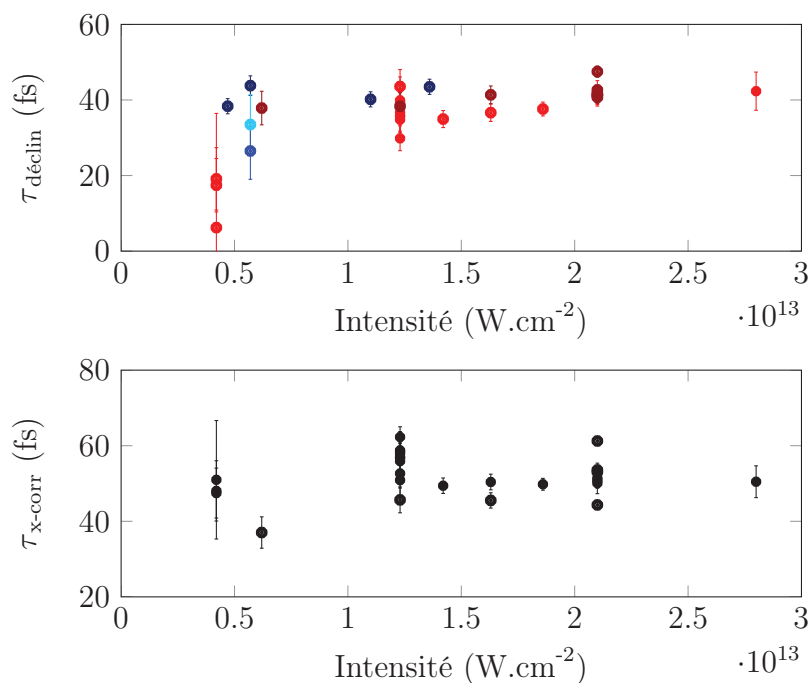 60
40
20
0
τdéclin (fs)
0 0.5 1 1.5 2 2.5 3
Intensité (W.cm-2)
·10^13
80
60
40
20
τx-corr (fs)
0 0.5 1 1.5 2 2.5 3
Intensité (W.cm-2)
·10^13